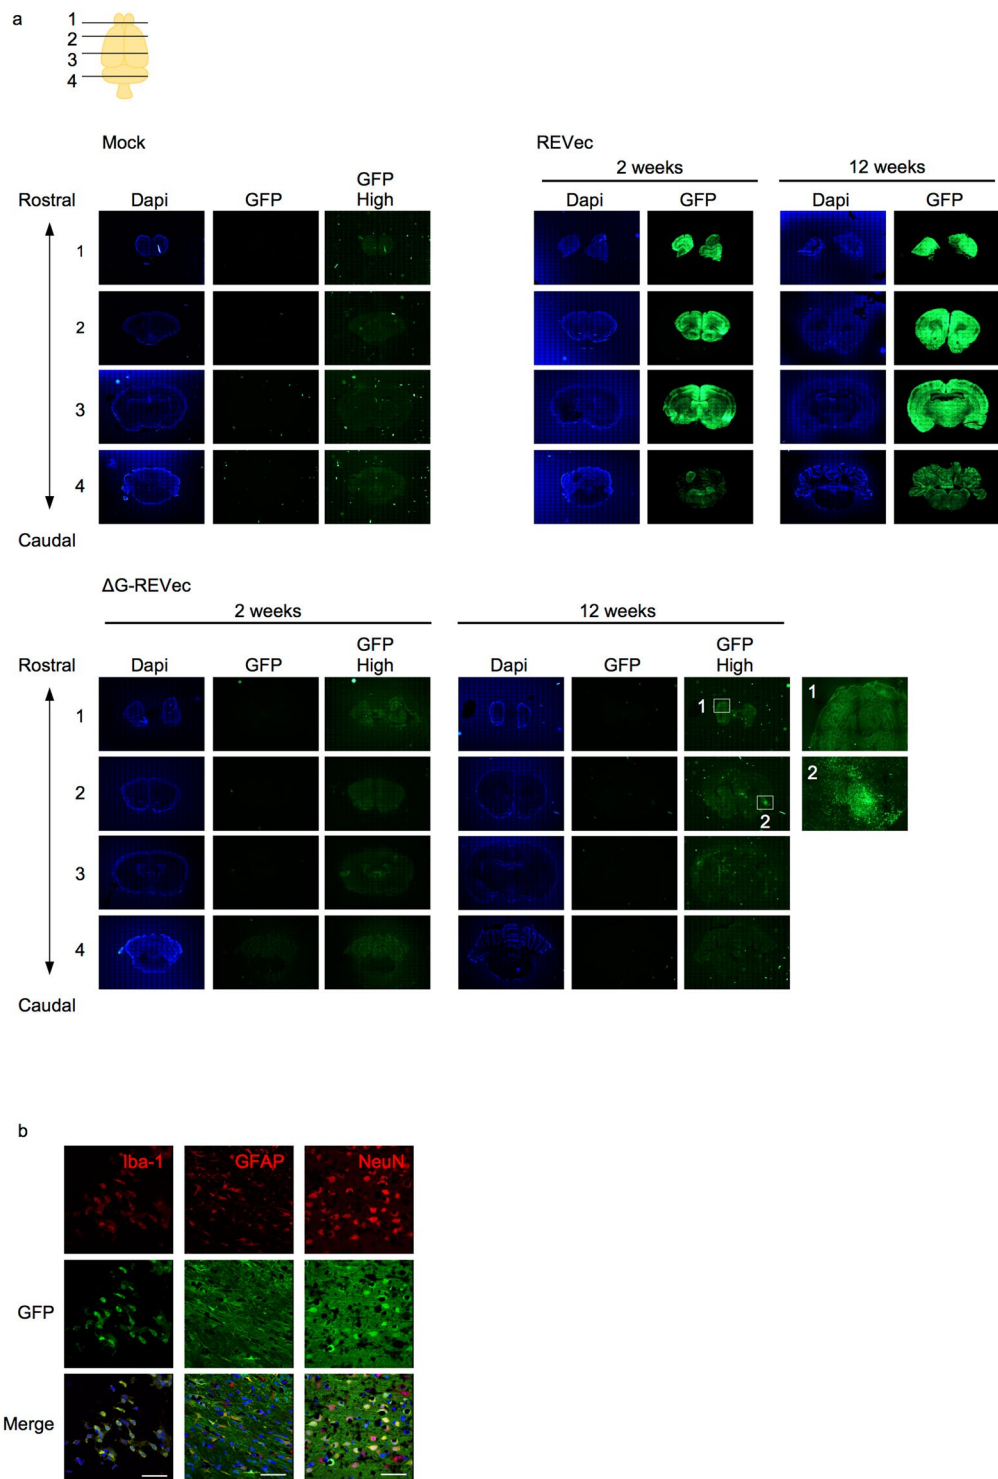 a
1
2
3
4
Mock
REVec
2 weeks
12 weeks
Rostral
Dapi
GFP
GFP
High
Dapi
GFP
Dapi
GFP
1
2
3
4
Caudal
ΔG-REVec
2 weeks
12 weeks
Rostral
Dapi
GFP
GFP
High
Dapi
GFP
GFP
High
1
1
1
2
2
2
3
4
Caudal
b
Iba-1
GFAP
NeuN
GFP
Merge